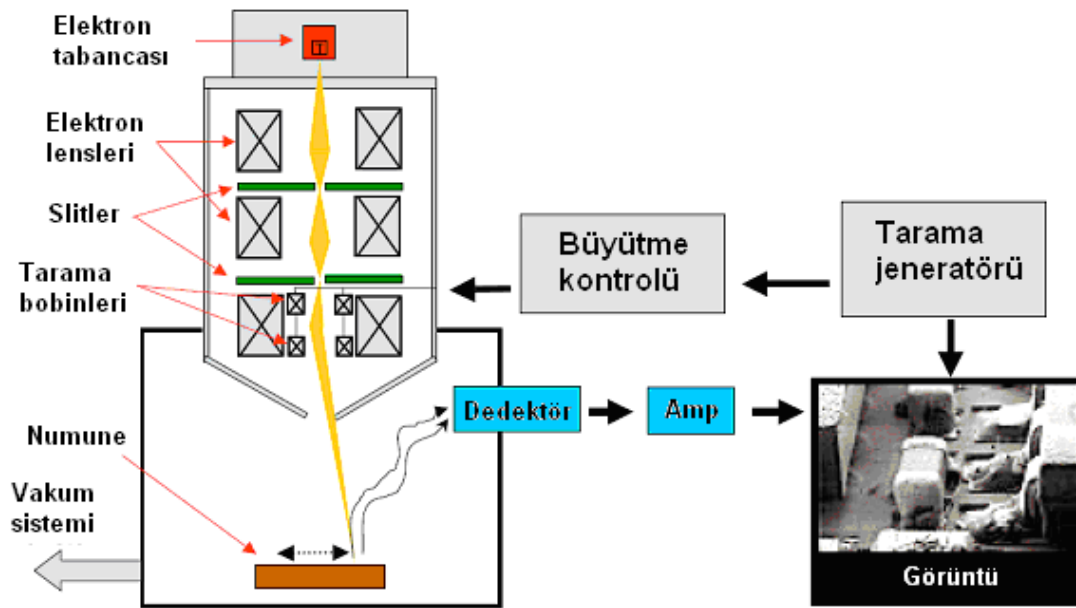 Elektron
tabancası
Elektron
lensleri
Slitler
Tarama
bobinleri
Numune
Vakum
sistemi
Büyütme
kontrolü
Tarama
jeneratörü
Dedektör
Amp
Görüntü